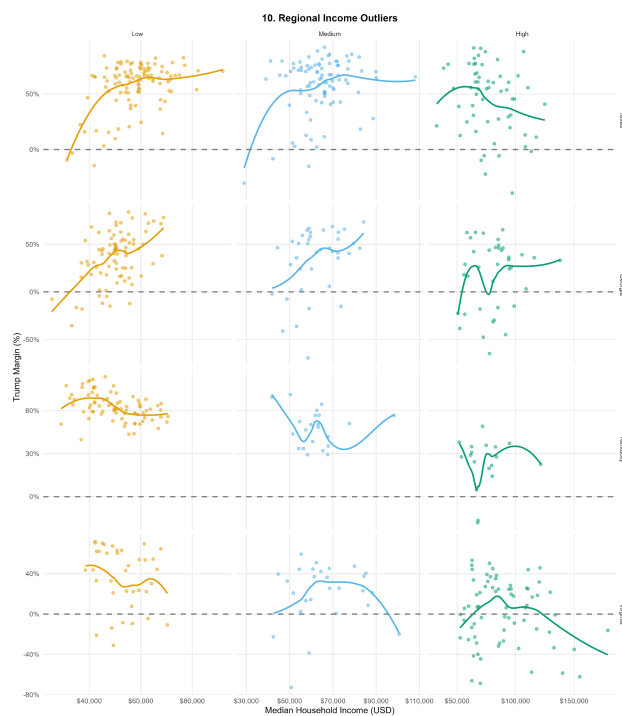 10. Regional Income Outliers
Low Medium High
50%
0%
50%
0%
-50%
60%
30%
0%
40%
0%
-40%
-80%
Trump Margin (%)
$40,000 $60,000 $80,000 $30,000 $50,000 $70,000 $90,000 $110,000 $50,000 $100,000 $150,000
Median Household Income (USD)